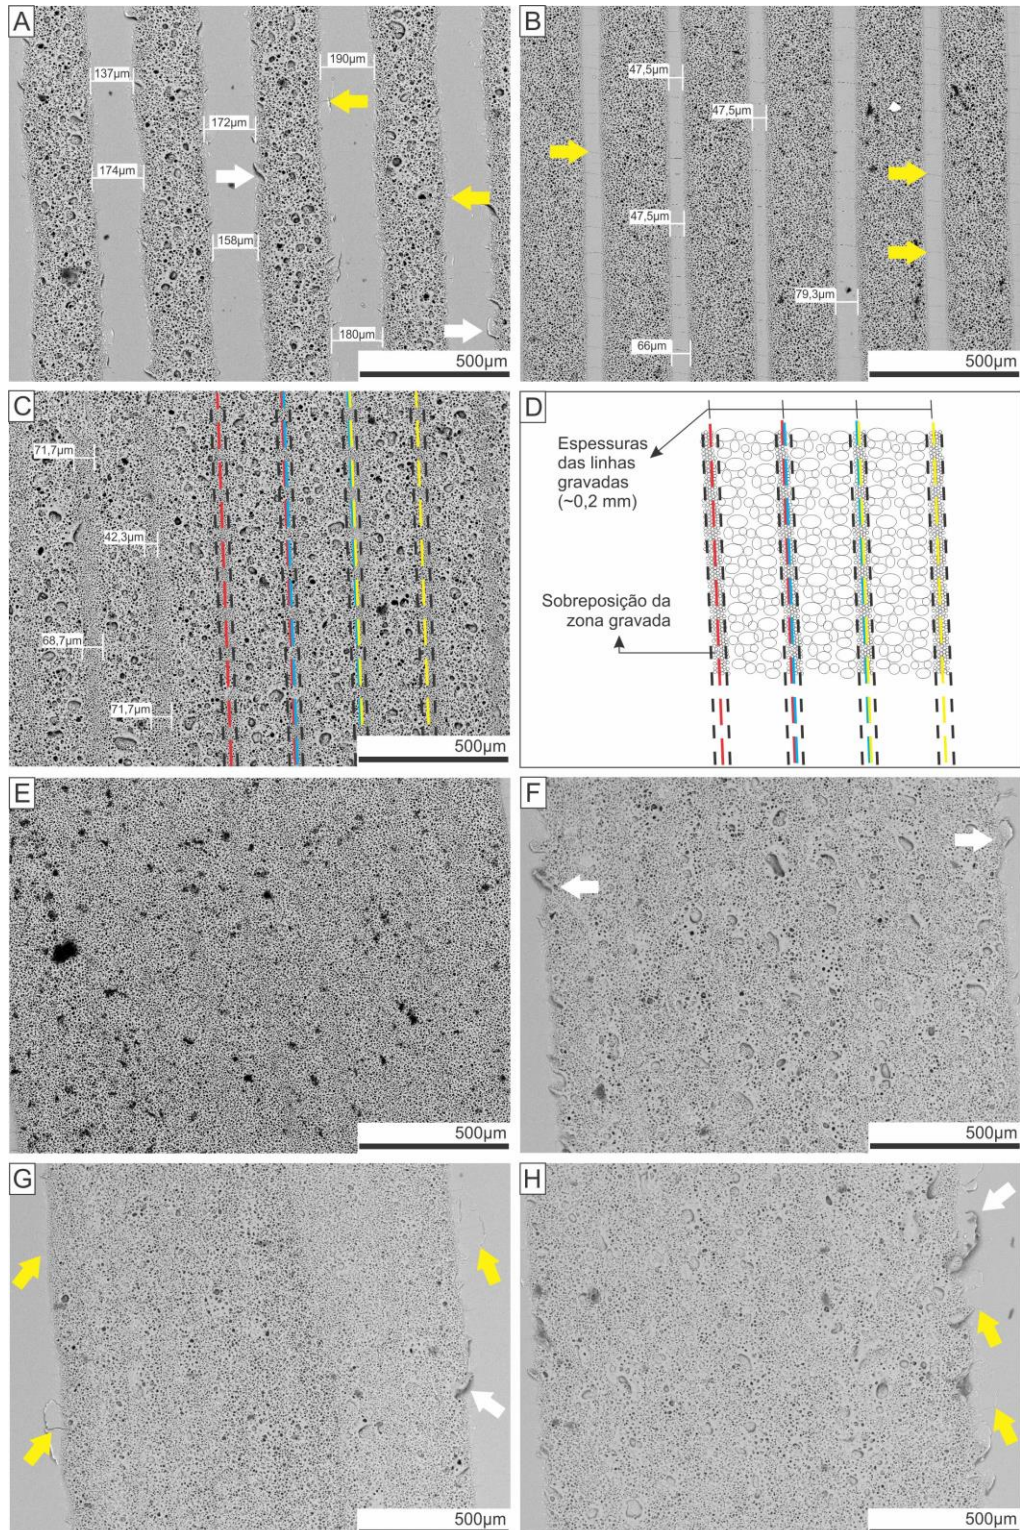 A
137µm
190µm
172µm
174µm
158µm
180µm
500µm
B
47,5µm
47,5µm
47,5µm
79,3µm
66µm
500µm
C
71,7µm
42,3µm
68,7µm
71,7µm
500µm
D
Espessuras
das linhas
gravadas
(~0,2 mm)
Sobreposição da
zona gravada
E
500µm
F
500µm
G
500µm
H
500µm